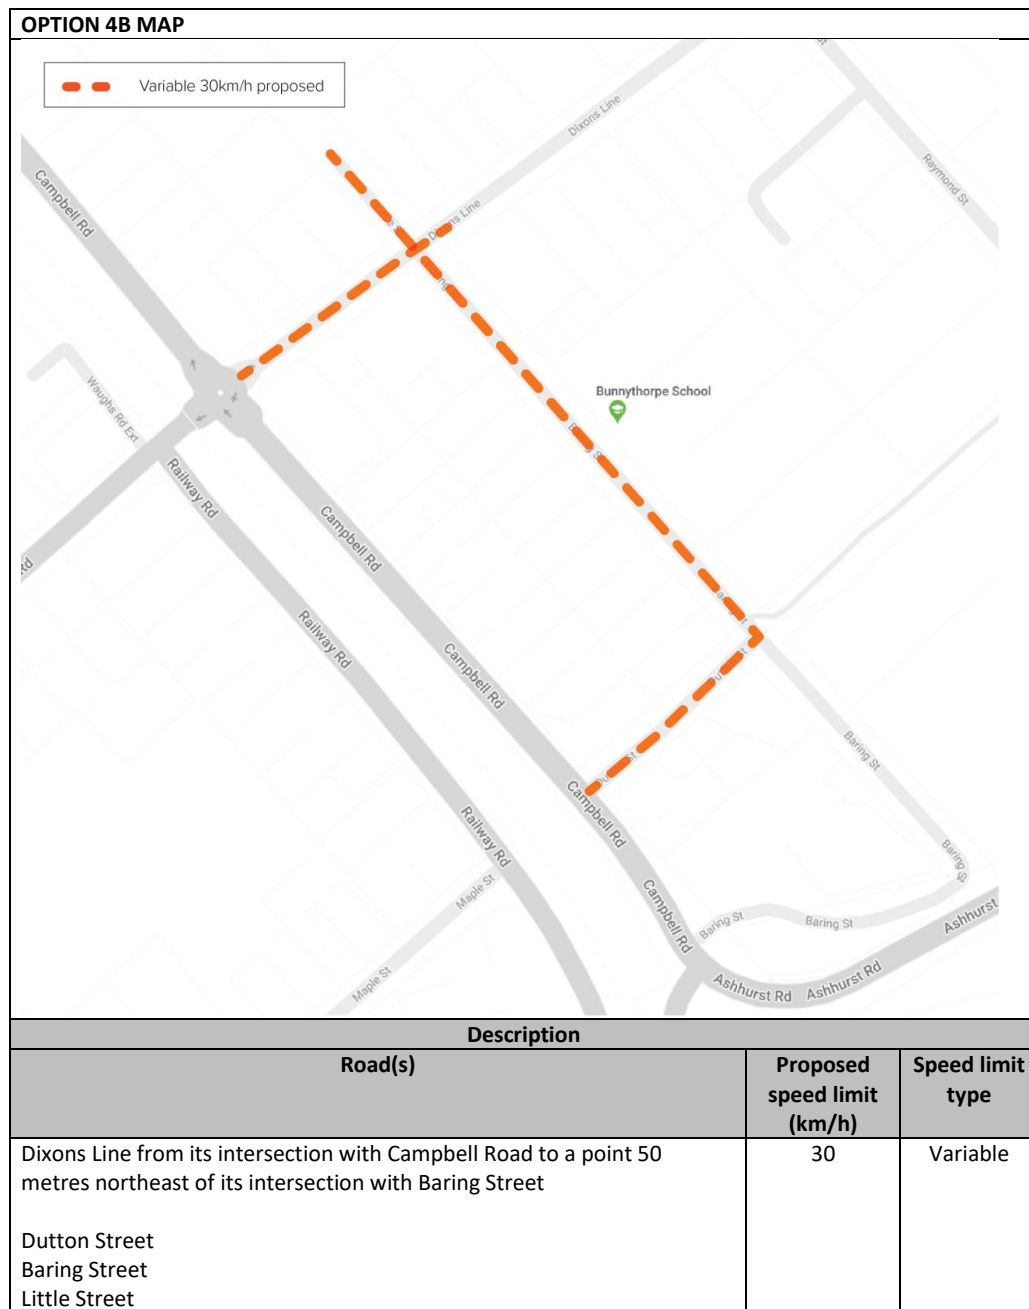 OPTION 4B MAP
Variable 30km/h proposed
Dixons Line
Raymond St
Campbell Rd
Dixons Line
Waughs Rd Ext
Bunnythorpe School
Railway Rd
Campbell Rd
Rd
Railway Rd
Campbell Rd
Baring St
Campbell Rd
Railway Rd
Maple St
Baring St
Campbell Rd
Baring St
Baring St
Ashhurst
Maple St
Ashhurst Rd
Ashhurst Rd
Description
Road(s)
Proposed speed limit (km/h)
Speed limit type
Dixons Line from its intersection with Campbell Road to a point 50
metres northeast of its intersection with Baring Street
30
Variable
Dutton Street
Baring Street
Little Street